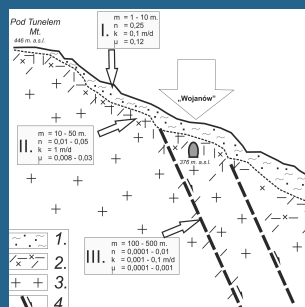 Pod Tunelem
Mt.
446 m. a.s.l.
I.
m = 1 - 10 m.
n = 0,25
k = 0,1 m/d
μ = 0,12
„Wojanów”
II.
m = 10 - 50 m.
n = 0,01 - 0,05
k = 1 m/d
μ = 0,008 - 0,03
376 m. a.s.l.
III.
m = 100 - 500 m.
n = 0,0001 - 0,01
k = 0,001 - 0,1 m/d
μ = 0,0001 - 0,001
1.
2.
3.
4